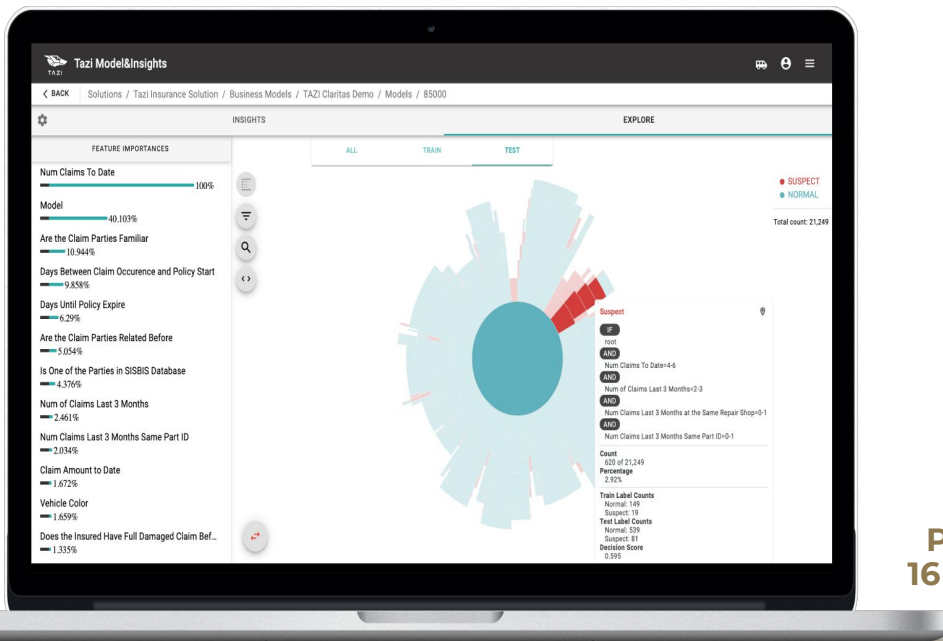 TAZI
Tazi Model&Insights
BACK
Solutions / Tazi Insurance Solution / Business Models / TAZI Claritas Demo / Models / 85000
INSIGHTS
EXPLORE
FEATURE IMPORTANCES
Num Claims To Date
100%
Model
40.103%
Are the Claim Parties Familiar
10.944%
Days Between Claim Occurence and Policy Start
9.858%
Days Until Policy Expire
6.29%
Are the Claim Parties Related Before
5.054%
Is One of the Parties in SISBIS Database
4.376%
Num of Claims Last 3 Months
2.461%
Num Claims Last 3 Months Same Part ID
2.034%
Claim Amount to Date
1.672%
Vehicle Color
1.659%
Does the Insured Have Full Damaged Claim Bef...
1.335%
ALL
TRAIN
TEST
SUSPECT
NORMAL
Total count: 21,249
Suspect
IF
root
AND
Num Claims To Date=4-6
AND
Num of Claims Last 3 Months=2-3
AND
Num Claims Last 3 Months at the Same Repair Shop=0-1
AND
Num Claims Last 3 Months Same Part ID=0-1
Count
620 of 21,249
Percentage
2.92%
Train Label Counts
Normal: 149
Suspect: 19
Test Label Counts
Normal: 539
Suspect: 81
Decision Score
0.595
P
16